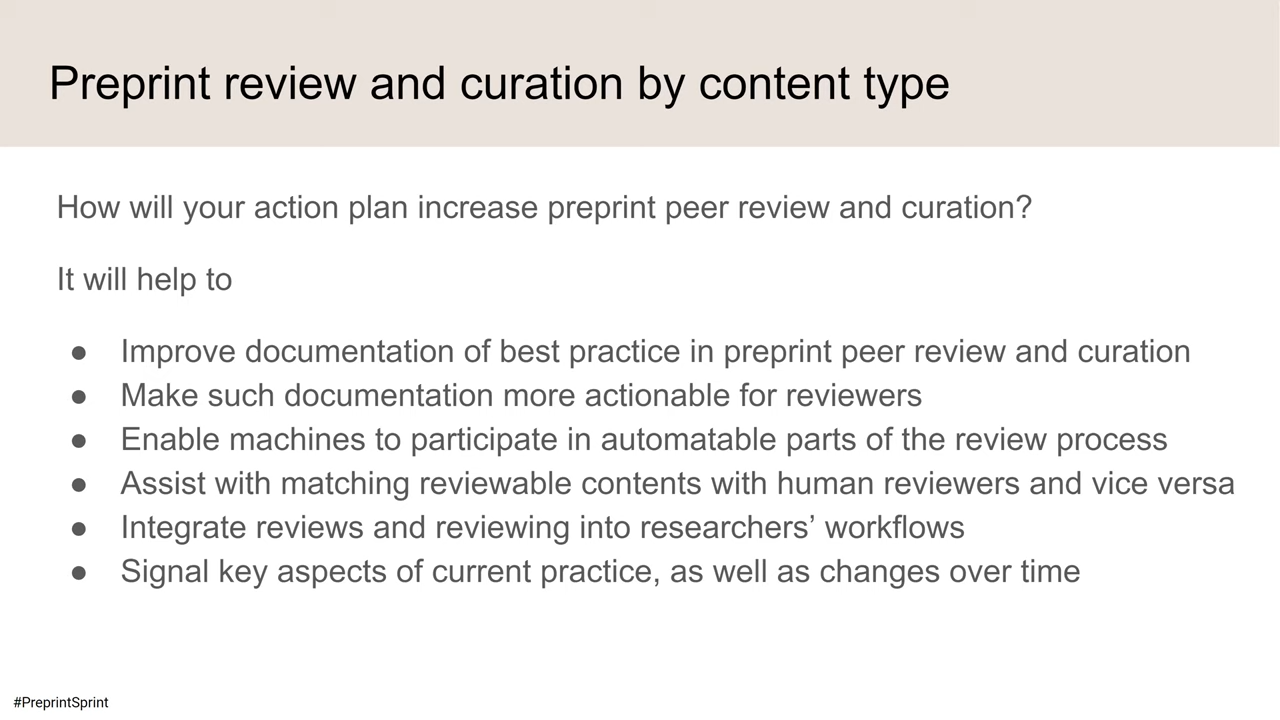 Preprint review and curation by content type
How will your action plan increase preprint peer review and curation?
It will help to
● Improve documentation of best practice in preprint peer review and curation
● Make such documentation more actionable for reviewers
● Enable machines to participate in automatable parts of the review process
● Assist with matching reviewable contents with human reviewers and vice versa
● Integrate reviews and reviewing into researchers’ workflows
● Signal key aspects of current practice, as well as changes over time
#PreprintSprint